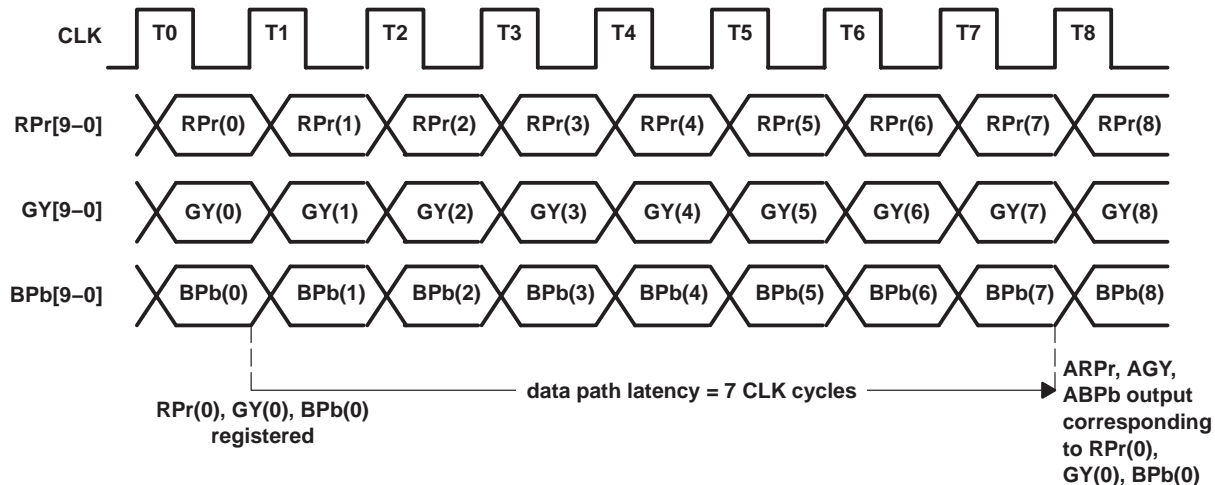 CLK T0 T1 T2 T3 T4 T5 T6 T7 T8
RPr[9–0] RPr(0) RPr(1) RPr(2) RPr(3) RPr(4) RPr(5) RPr(6) RPr(7) RPr(8)
GY[9–0] GY(0) GY(1) GY(2) GY(3) GY(4) GY(5) GY(6) GY(7) GY(8)
BPb[9–0] BPb(0) BPb(1) BPb(2) BPb(3) BPb(4) BPb(5) BPb(6) BPb(7) BPb(8)
data path latency = 7 CLK cycles
RPr(0), GY(0), BPb(0)
registered
ARPr, AGY,
ABPb output
corresponding
to RPr(0),
GY(0), BPb(0)